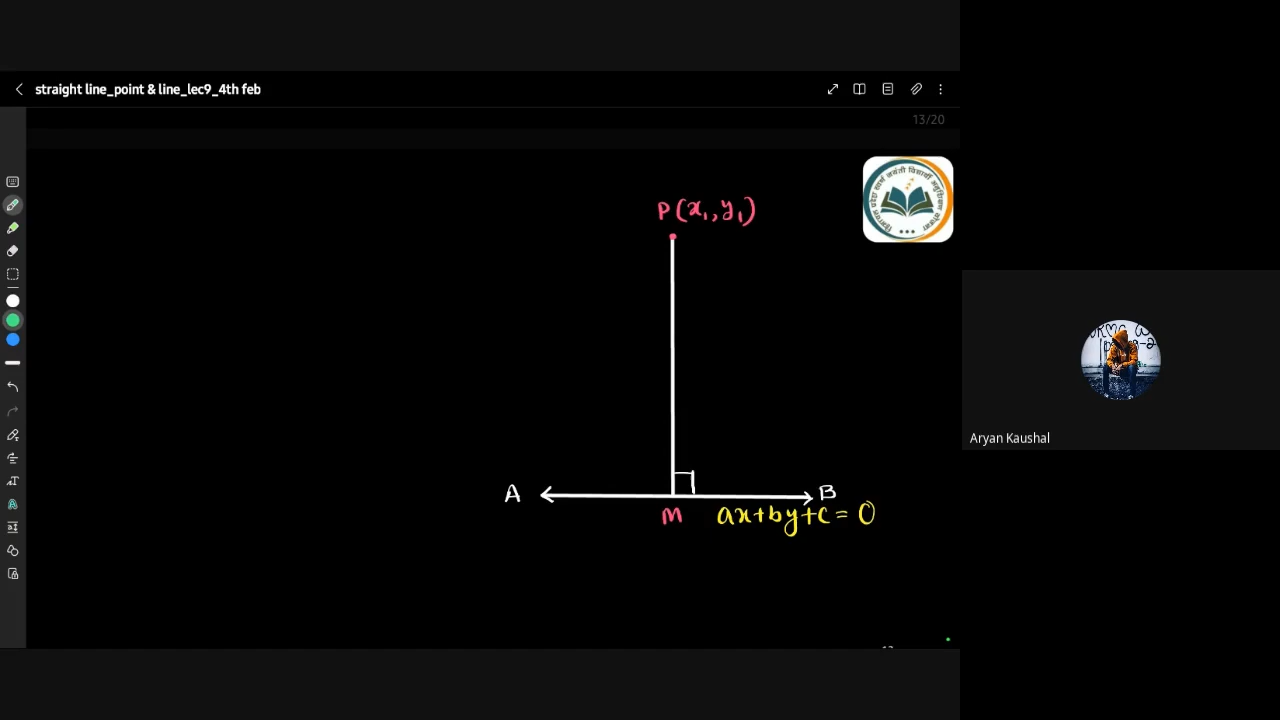 straight line_point & line_lec9_4th feb
13/20
P(x₁, y₁)
A
B
M
ax+by+c = 0
Aryan Kaushal